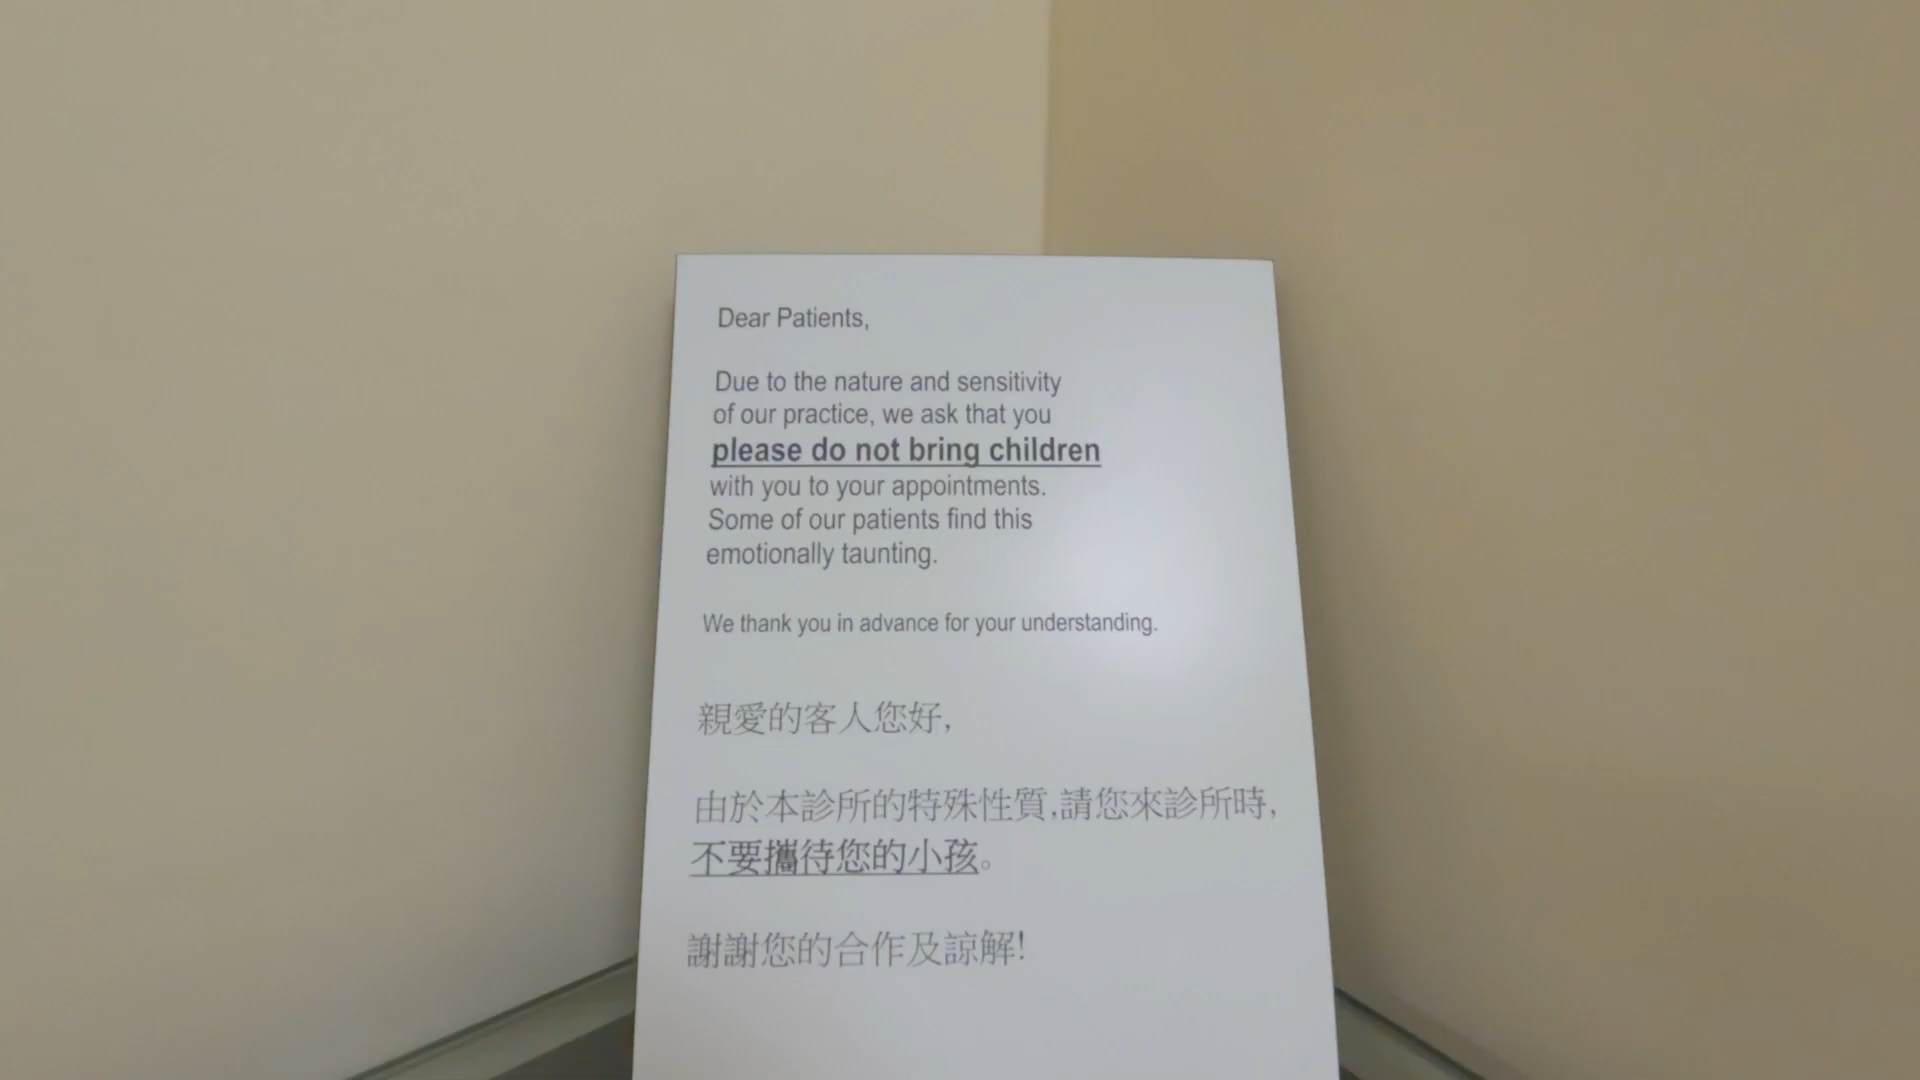 Dear Patients,
Due to the nature and sensitivity
of our practice, we ask that you
please do not bring children
with you to your appointments.
Some of our patients find this
emotionally taunting.
We thank you in advance for your understanding.
親愛的客人您好,
由於本診所的特殊性質,請您來診所時,
不要攜待您的小孩。
謝謝您的合作及諒解!